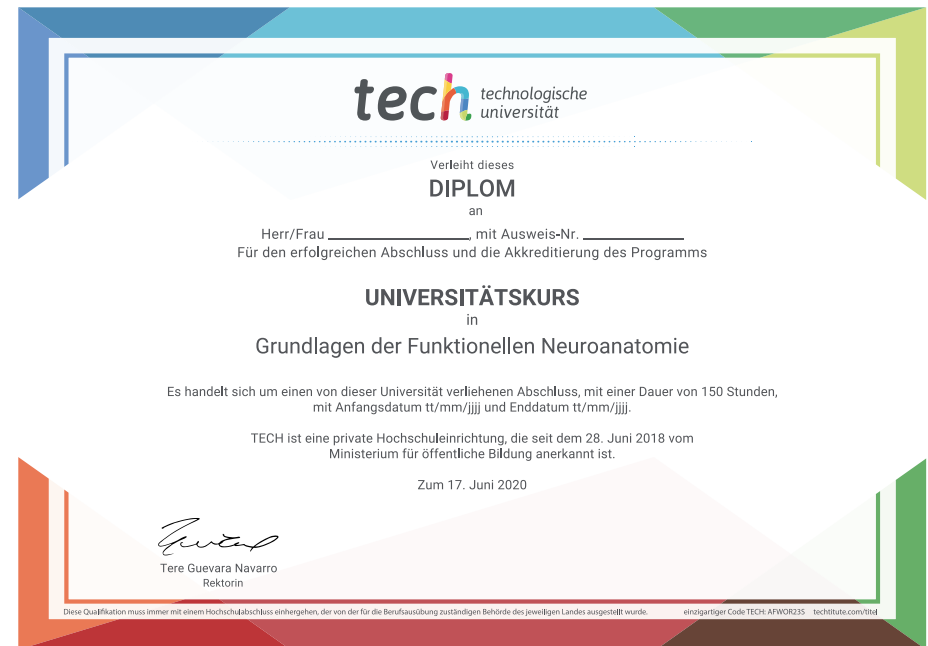 tech technologische
universität
Verleiht dieses
DIPLOM
an
Herr/Frau ____________________, mit Ausweis-Nr. ______________
Für den erfolgreichen Abschluss und die Akkreditierung des Programms
UNIVERSITÄTSKURS
in
Grundlagen der Funktionellen Neuroanatomie
Es handelt sich um einen von dieser Universität verliehenen Abschluss, mit einer Dauer von 150 Stunden,
mit Anfangsdatum tt/mm/jjjj und Enddatum tt/mm/jjjj.
TECH ist eine private Hochschuleinrichtung, die seit dem 28. Juni 2018 vom
Ministerium für öffentliche Bildung anerkannt ist.
Zum 17. Juni 2020
Tere Guevara Navarro
Rektorin
Diese Qualifikation muss immer mit einem Hochschulabschluss einhergehen, der von der für die Berufsausübung zuständigen Behörde des jeweiligen Landes ausgestellt wurde. einzigartiger Code TECH: AFWOR23S techtitute.com/titel